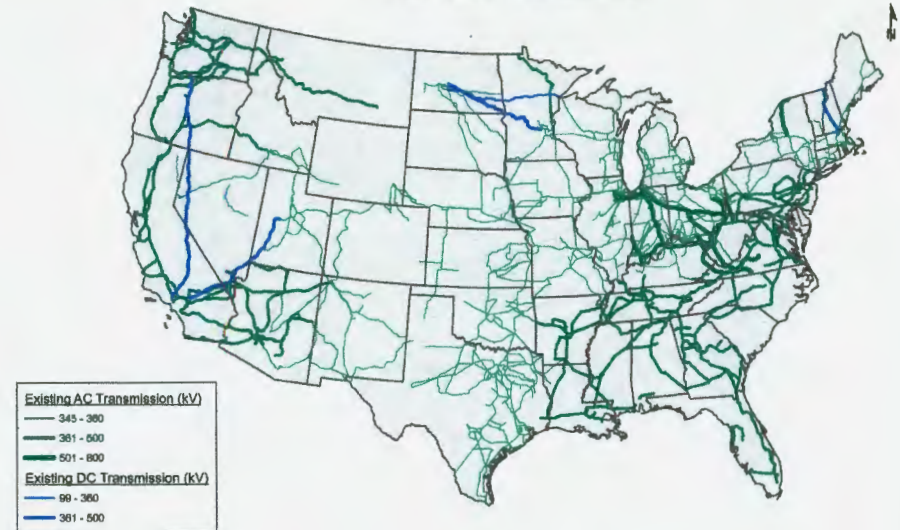 Existing AC Transmission (kV)
345 - 360
361 - 500
501 - 800
Existing DC Transmission (kV)
99 - 360
361 - 500